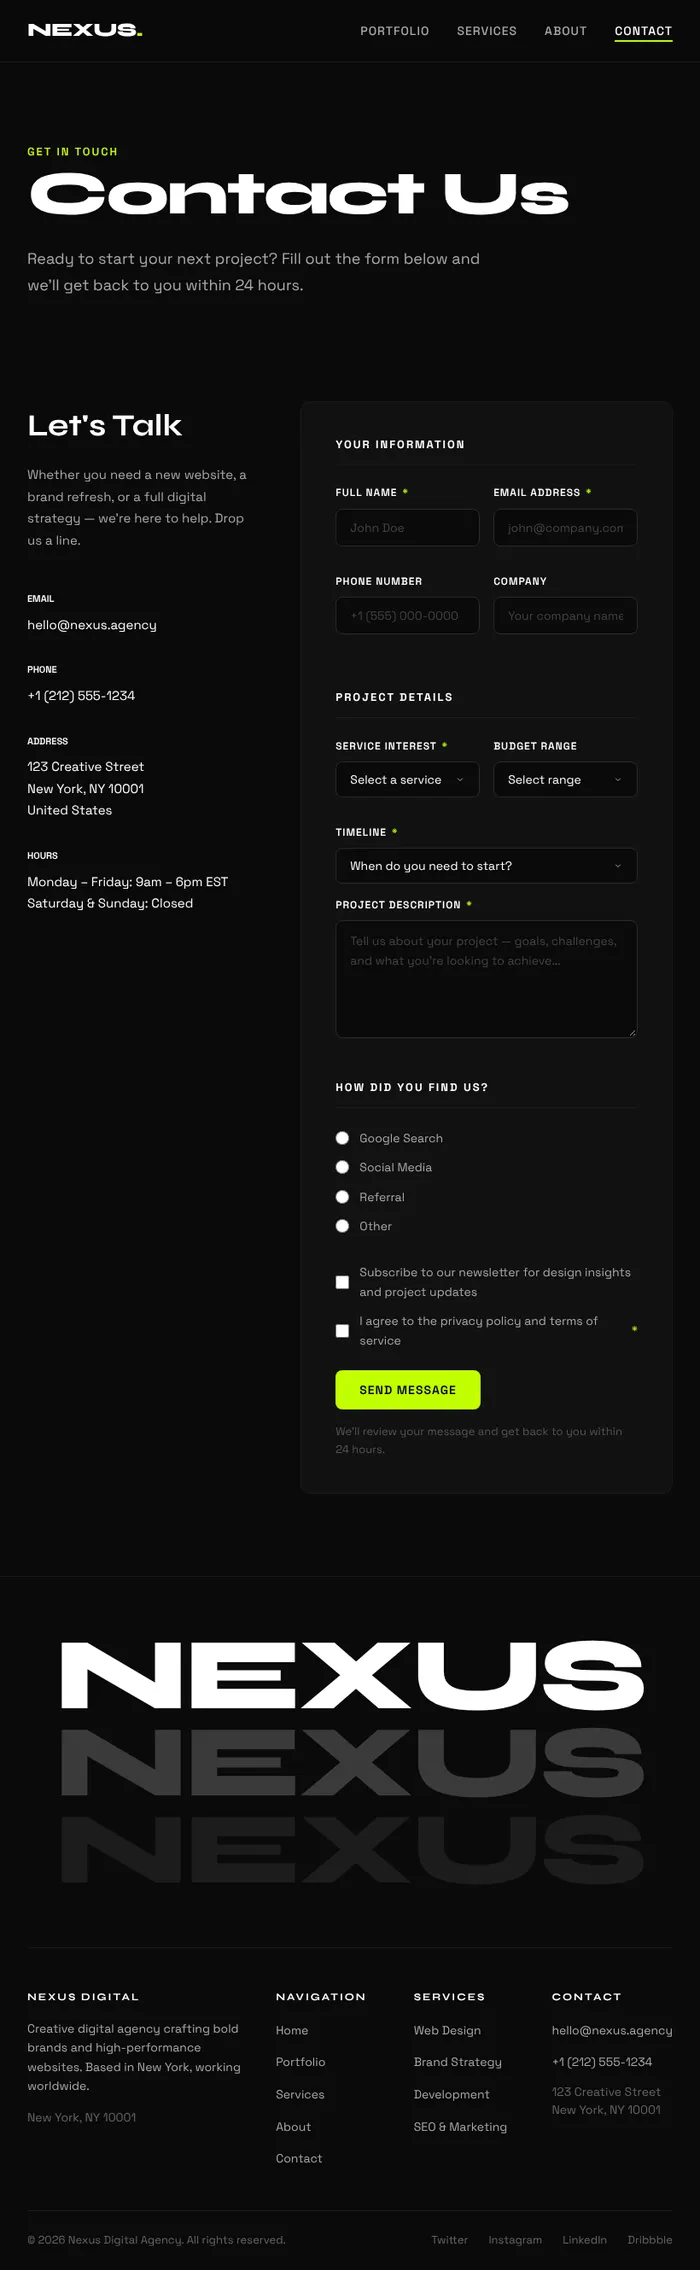 NEXUS.
PORTFOLIO
SERVICES
ABOUT
CONTACT
GET IN TOUCH
Contact Us
Ready to start your next project? Fill out the form below and
we'll get back to you within 24 hours.
Let's Talk
Whether you need a new website, a
brand refresh, or a full digital
strategy — we're here to help. Drop
us a line.
EMAIL
hello@nexus.agency
PHONE
+1 (212) 555-1234
ADDRESS
123 Creative Street
New York, NY 10001
United States
HOURS
Monday – Friday: 9am – 6pm EST
Saturday & Sunday: Closed
YOUR INFORMATION
FULL NAME *
EMAIL ADDRESS *
John Doe
john@company.com
PHONE NUMBER
COMPANY
+1 (555) 000-0000
Your company name
PROJECT DETAILS
SERVICE INTEREST *
BUDGET RANGE
Select a service
Select range
TIMELINE *
When do you need to start?
PROJECT DESCRIPTION *
Tell us about your project — goals, challenges,
and what you're looking to achieve...
HOW DID YOU FIND US?
Google Search
Social Media
Referral
Other
Subscribe to our newsletter for design insights
and project updates
I agree to the privacy policy and terms of
service *
SEND MESSAGE
We'll review your message and get back to you within
24 hours.
NEXUS
NEXUS
NEXUS
NEXUS DIGITAL
Creative digital agency crafting bold
brands and high-performance
websites. Based in New York, working
worldwide.
New York, NY 10001
NAVIGATION
Home
Portfolio
Services
About
Contact
SERVICES
Web Design
Brand Strategy
Development
SEO & Marketing
CONTACT
hello@nexus.agency
+1 (212) 555-1234
123 Creative Street
New York, NY 10001
© 2026 Nexus Digital Agency. All rights reserved.
Twitter
Instagram
LinkedIn
Dribbble